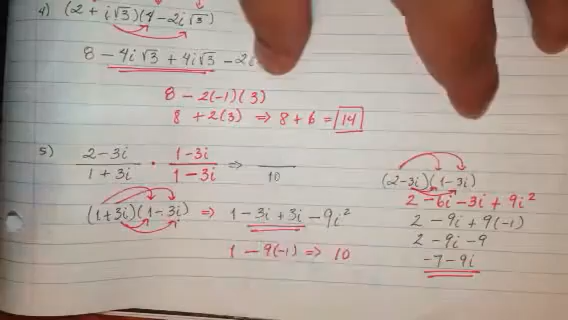 4) (2 + i√3)(4 - 2i√3)
8 - 4i√3 + 4i√3 - 2i
8 - 2(-1)(3)
8 + 2(3) ⇒ 8 + 6 = 14
5) 2-3i / 1+3i • 1-3i / 1-3i ⇒ / 10
(1+3i)(1-3i) ⇒ 1-3i+3i-9i²
1 - 9(-1) ⇒ 10
(2-3i)(1-3i)
2 - 6i - 3i + 9i²
2 - 9i + 9(-1)
2 - 9i - 9
-7 - 9i